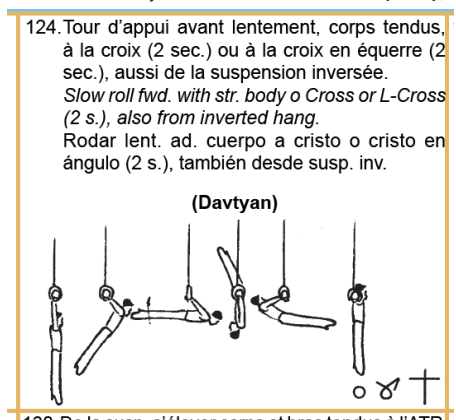 124.Tour d'appui avant lentement, corps tendus,
à la croix (2 sec.) ou à la croix en équerre (2
sec.), aussi de la suspension inversée.
Slow roll fwd. with str. body o Cross or L-Cross
(2 s.), also from inverted hang.
Rodar lent. ad. cuerpo a cristo o cristo en
ángulo (2 s.), también desde susp. inv.
(Davtyan)